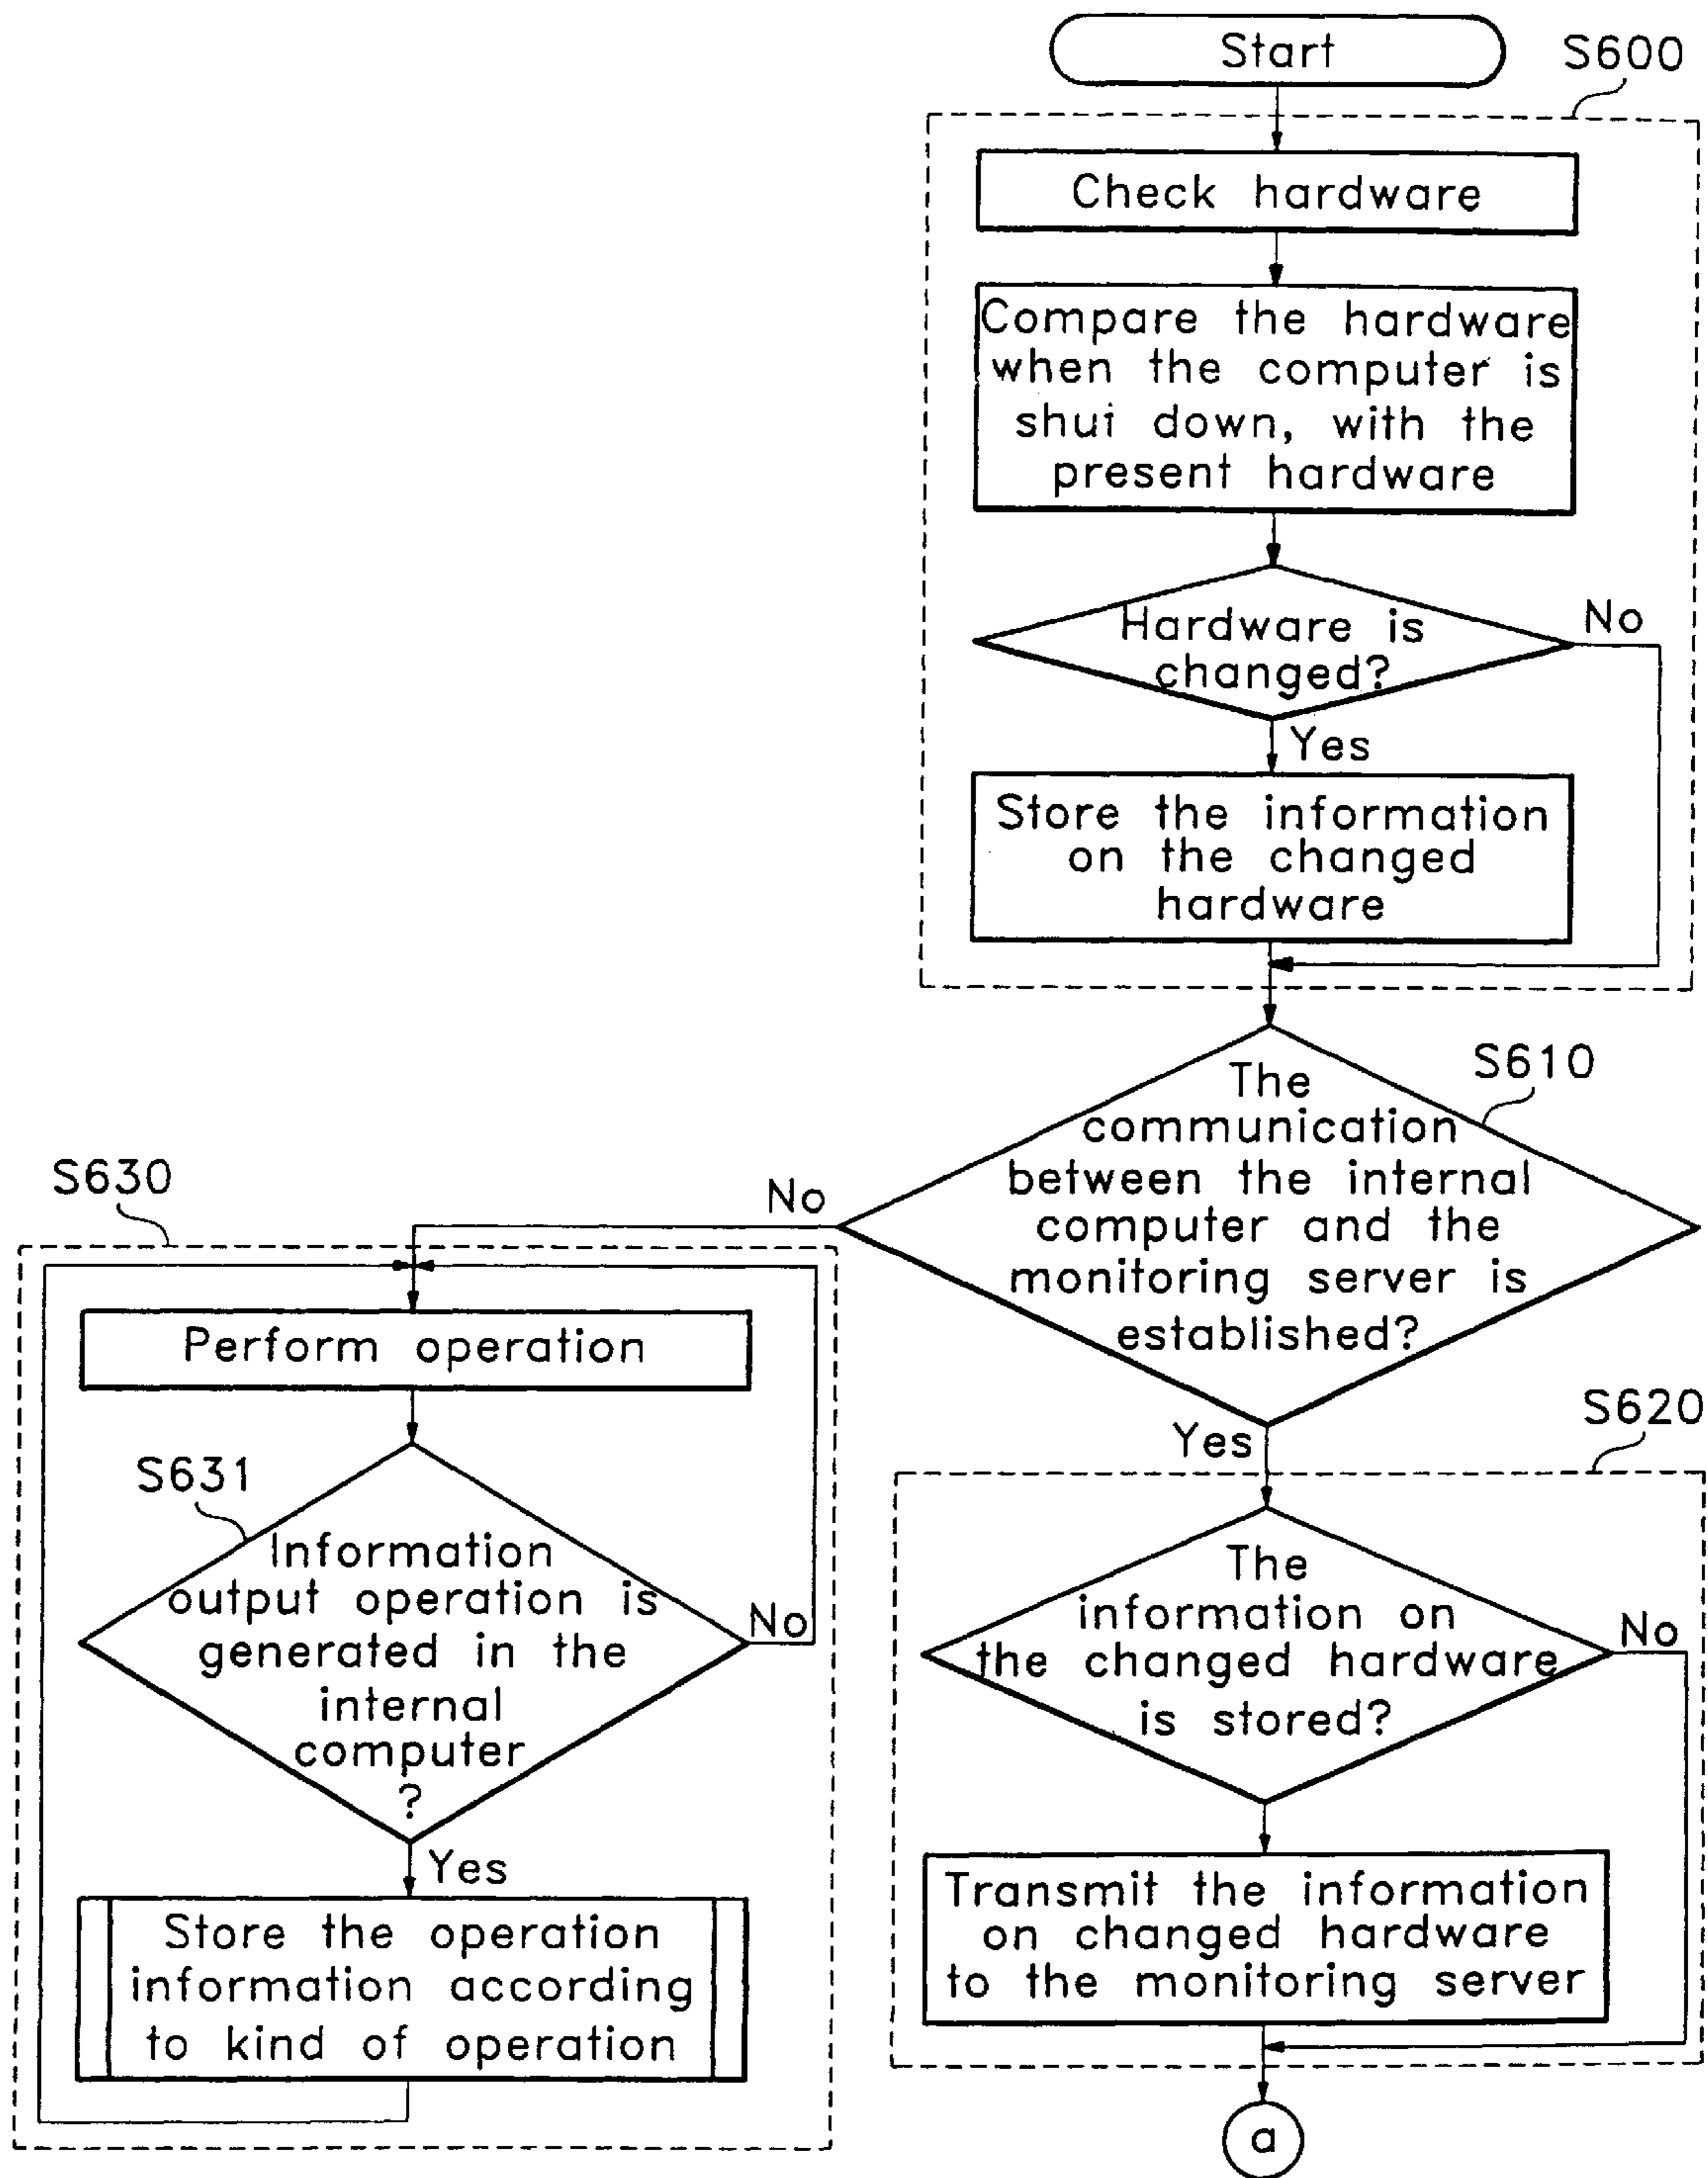 Start
S600
Check hardware
Compare the hardware
when the computer is
shut down, with the
present hardware
Hardware is
changed?
No
Yes
Store the information
on the changed
hardware
S610
The
communication
between the internal
computer and the
monitoring server is
established?
No
Yes
S630
Perform operation
S631
Information
output operation is
generated in the
internal
computer
?
No
Yes
Store the operation
information according
to kind of operation
S620
The
information on
the changed hardware
is stored?
No
Transmit the information
on changed hardware
to the monitoring server
a